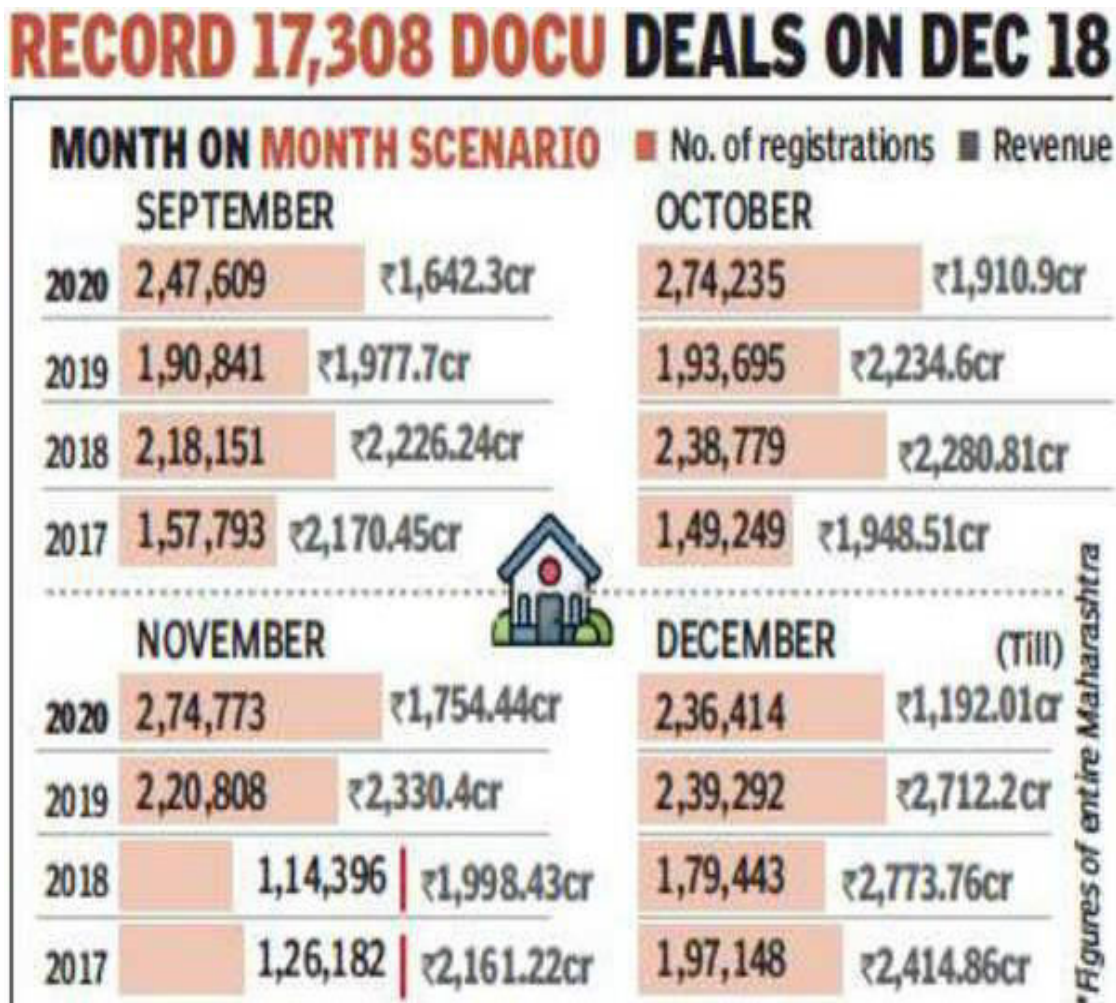 RECORD 17,308 DOCU DEALS ON DEC 18
MONTH ON MONTH SCENARIO
No. of registrations Revenue
SEPTEMBER
2020 2,47,609 ₹1,642.3cr
2019 1,90,841 ₹1,977.7cr
2018 2,18,151 ₹2,226.24cr
2017 1,57,793 ₹2,170.45cr
OCTOBER
2,74,235 ₹1,910.9cr
1,93,695 ₹2,234.6cr
2,38,779 ₹2,280.81cr
1,49,249 ₹1,948.51cr
NOVEMBER
2020 2,74,773 ₹1,754.44cr
2019 2,20,808 ₹2,330.4cr
2018 1,14,396 ₹1,998.43cr
2017 1,26,182 ₹2,161.22cr
DECEMBER (Till)
2,36,414 ₹1,192.01cr
2,39,292 ₹2,712.2cr
1,79,443 ₹2,773.76cr
1,97,148 ₹2,414.86cr
*Figures of entire Maharashtra